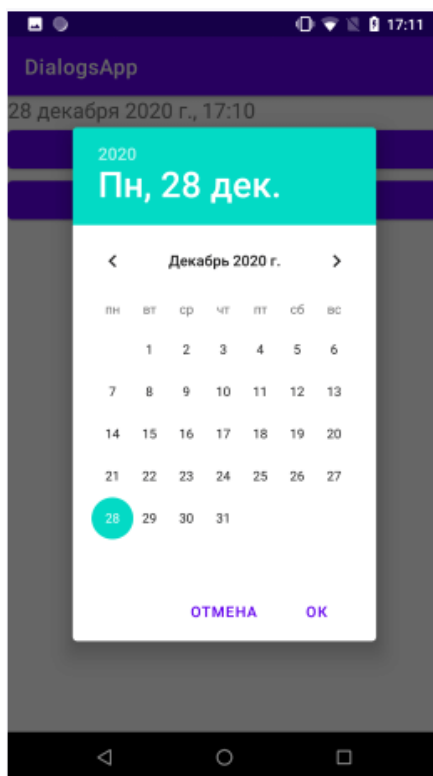 17:11
DialogsApp
28 декабря 2020 г., 17:10
2020
Пн, 28 дек.
Декабрь 2020 г.
пн вт ср чт пт сб вс
1 2 3 4 5 6
7 8 9 10 11 12 13
14 15 16 17 18 19 20
21 22 23 24 25 26 27
28 29 30 31
ОТМЕНА ОК